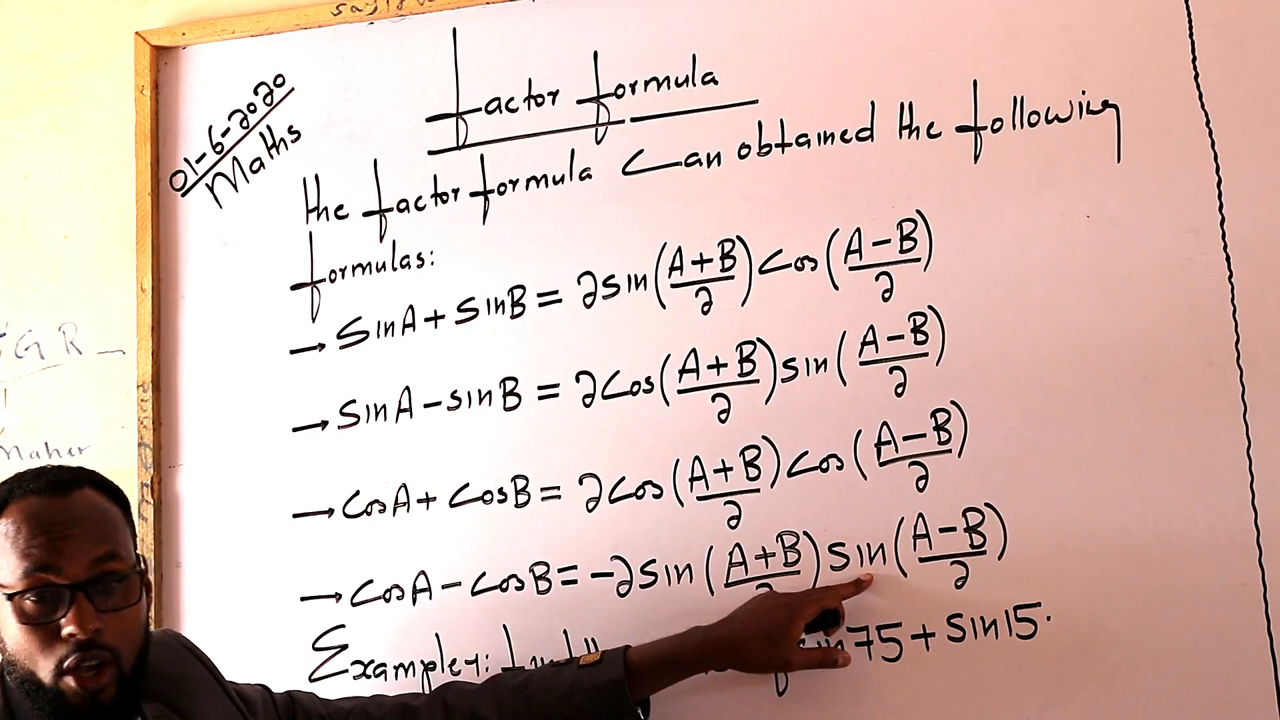 01-6-2020
Maths
Factor formula
The factor formula Can obtained the following
formulas:
→ SinA + sinB = 2sin(A+B/2)Cos(A-B/2)
→ SinA - sinB = 2Cos(A+B/2)sin(A-B/2)
→ CosA + CosB = 2Cos(A+B/2)Cos(A-B/2)
→ CosA - CosB = -2sin(A+B/2)sin(A-B/2)
Example1: sin75 + sin15.
GR
Maher